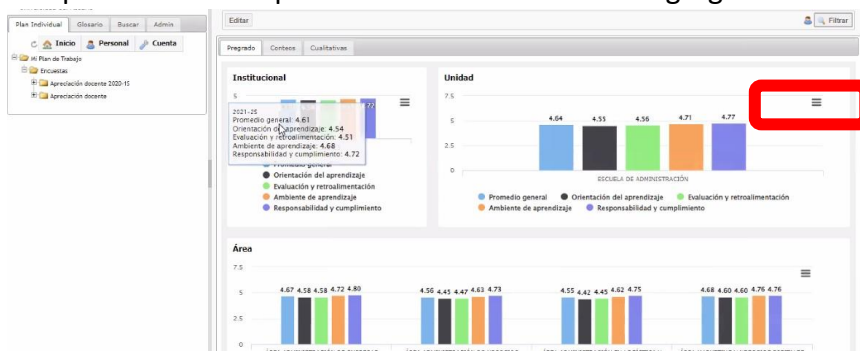 Editar
Filtrar
Plan Individual Glosario Buscar Admin
Inicio Personal Cuenta
Mi Plan de Trabajo
Encuestas
Apreciación docente 2020-15
Apreciación docente
Pregrado Conteos Cualitativas
Institucional
5
72
2021-25
Promedio general: 4.61
Orientación del aprendizaje: 4.54
Evaluación y retroalimentación: 4.51
Ambiente de aprendizaje: 4.68
Responsabilidad y cumplimiento: 4.72
Promedio general
Orientación del aprendizaje
Evaluación y retroalimentación
Ambiente de aprendizaje
Responsabilidad y cumplimiento
Unidad
7.5
5
2.5
0
4.64 4.55 4.56 4.71 4.77
ESCUELA DE ADMINISTRACIÓN
Promedio general Orientación del aprendizaje Evaluación y retroalimentación
Ambiente de aprendizaje Responsabilidad y cumplimiento
Área
7.5
5
2.5
0
4.67 4.58 4.58 4.72 4.80 4.56 4.45 4.47 4.63 4.73 4.55 4.42 4.45 4.62 4.75 4.68 4.60 4.60 4.76 4.76